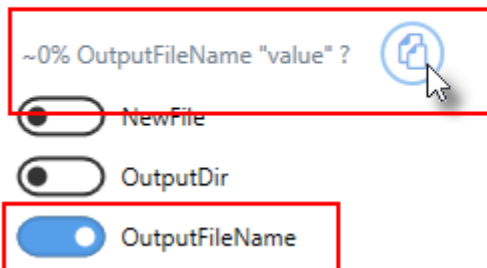 ~0% OutputFileName "value" ?
NewFile
OutputDir
OutputFileName